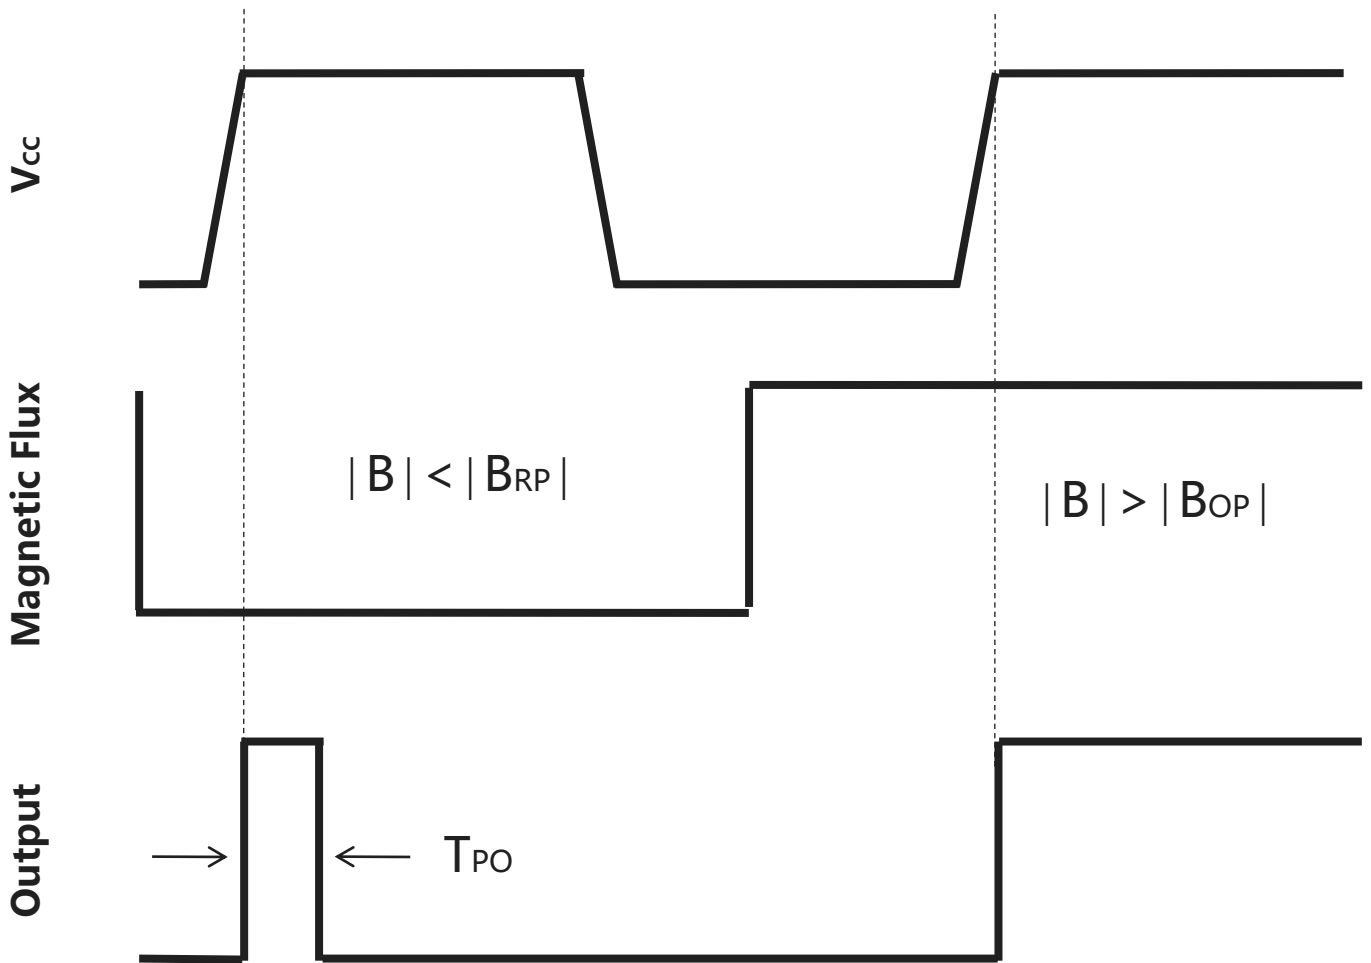 Vcc
Magnetic Flux
| B | < | BRP |
| B | > | BOP |
Output
TPO